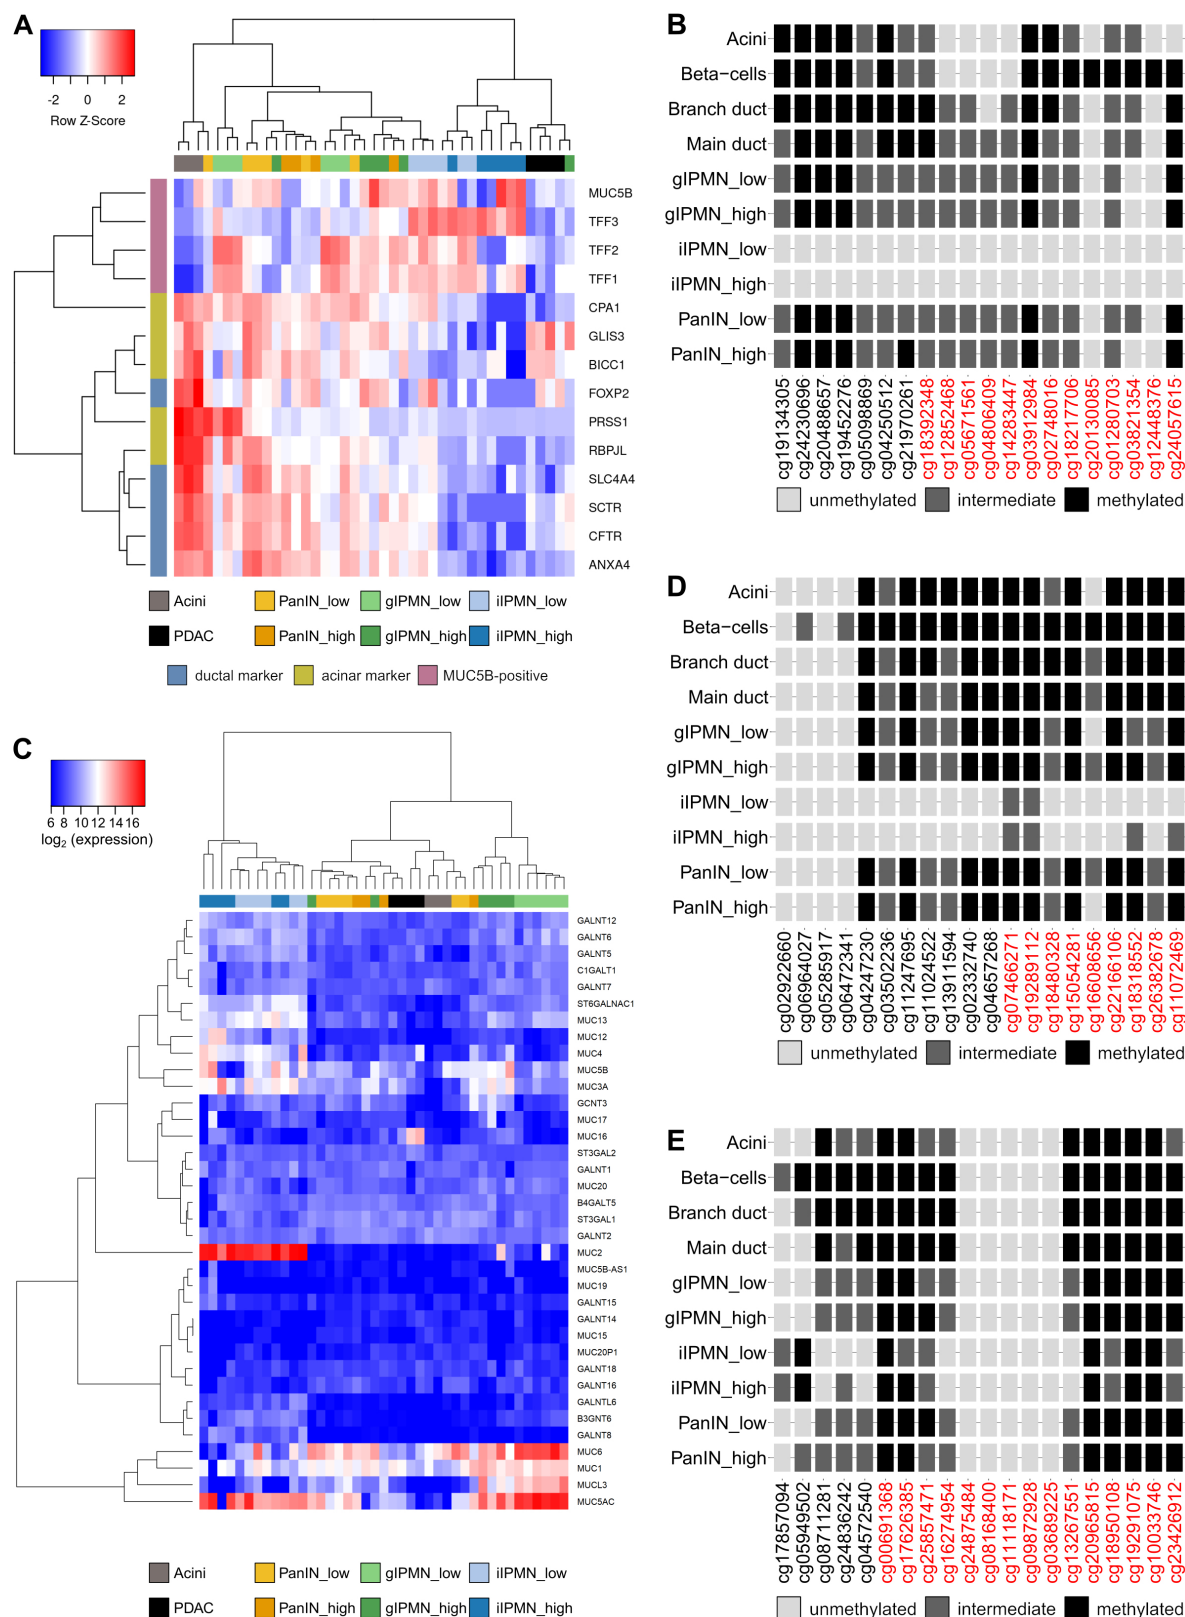 A
-2 0 2
Row Z-Score
MUC5B
TFF3
TFF2
TFF1
CPA1
GLIS3
BICC1
FOXP2
PRSS1
RBPJL
SLC4A4
SCTR
CFTR
ANXA4
Acini PanIN_low gIPMN_low iIPMN_low
PDAC PanIN_high gIPMN_high iIPMN_high
ductal marker acinar marker MUC5B-positive
B
Acini
Beta-cells
Branch duct
Main duct
gIPMN_low
gIPMN_high
iIPMN_low
iIPMN_high
PanIN_low
PanIN_high
cg19134305
cg24230696
cg20488657
cg19452276
cg05098869
cg04250512
cg21970261
cg18392348
cg12852468
cg05671561
cg04806409
cg14283447
cg03912984
cg02748016
cg18217706
cg20130085
cg01280703
cg03821354
cg12448376
cg24057615
unmethylated intermediate methylated
C
6 8 10 12 14 16
log2 (expression)
GALNT12
GALNT6
GALNT5
C1GALT1
GALNT7
ST6GALNAC1
MUC13
MUC12
MUC4
MUC5B
MUC3A
GCNT3
MUC17
MUC16
ST3GAL2
GALNT1
MUC20
B4GALT5
ST3GAL1
GALNT2
MUC2
MUC5B-AS1
MUC19
GALNT15
GALNT14
MUC15
MUC20P1
GALNT18
GALNT16
GALNTL6
B3GNT6
GALNT8
MUC6
MUC1
MUCL3
MUC5AC
Acini PanIN_low gIPMN_low iIPMN_low
PDAC PanIN_high gIPMN_high iIPMN_high
D
Acini
Beta-cells
Branch duct
Main duct
gIPMN_low
gIPMN_high
iIPMN_low
iIPMN_high
PanIN_low
PanIN_high
cg02922660
cg06964027
cg05285917
cg06472341
cg04247230
cg03502236
cg11247695
cg11024522
cg13911594
cg02332740
cg04657268
cg07466271
cg19289112
cg18480328
cg15054281
cg16608656
cg22166106
cg18318552
cg26382678
cg11072469
unmethylated intermediate methylated
E
Acini
Beta-cells
Branch duct
Main duct
gIPMN_low
gIPMN_high
iIPMN_low
iIPMN_high
PanIN_low
PanIN_high
cg17857094
cg05949502
cg08711281
cg24836242
cg04572540
cg00691368
cg17626385
cg25857471
cg16274954
cg24875484
cg08168400
cg11118171
cg09872928
cg03689225
cg13267551
cg20965815
cg18950108
cg19291075
cg10033746
cg23426912
unmethylated intermediate methylated